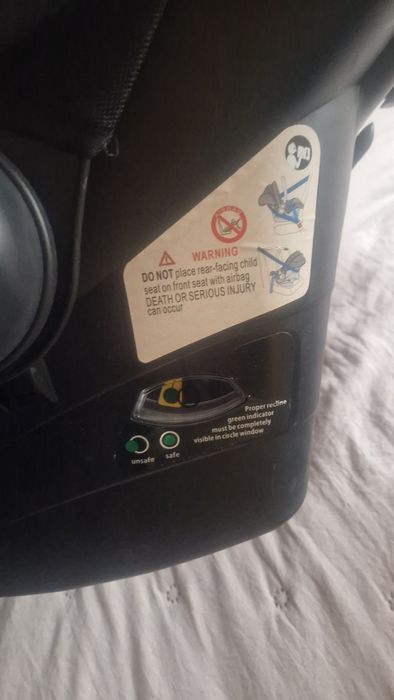 WARNING
DO NOT place rear-facing child
seat on front seat with airbag
DEATH OR SERIOUS INJURY
can occur
Proper recline
green indicator
must be completely
visible in circle window
unsafe safe